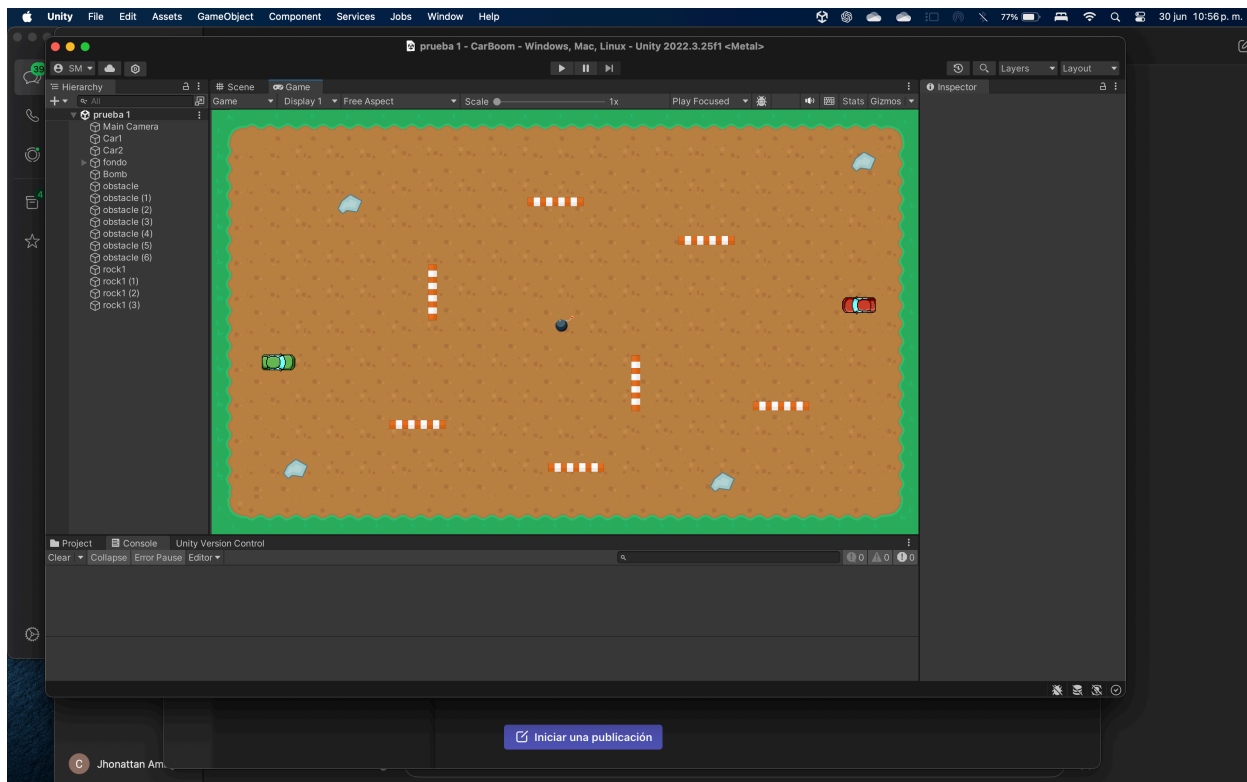 Unity File Edit Assets GameObject Component Services Jobs Window Help 77% 30 jun 10:56 p. m.
prueba 1 - CarBoom - Windows, Mac, Linux - Unity 2022.3.25f1 <Metal>
39
SM Layers Layout
Hierarchy # Scene Game Inspector
All Game Display 1 Free Aspect Scale 1x Play Focused Stats Gizmos
prueba 1
Main Camera
Car1
Car2
fondo
Bomb
obstacle
4
obstacle (1)
obstacle (2)
obstacle (3)
obstacle (4)
obstacle (5)
obstacle (6)
rock1
rock1 (1)
rock1 (2)
rock1 (3)
Project Console Unity Version Control
Clear Collapse Error Pause Editor 0 0 0
Iniciar una publicación
C Jhonattan Am